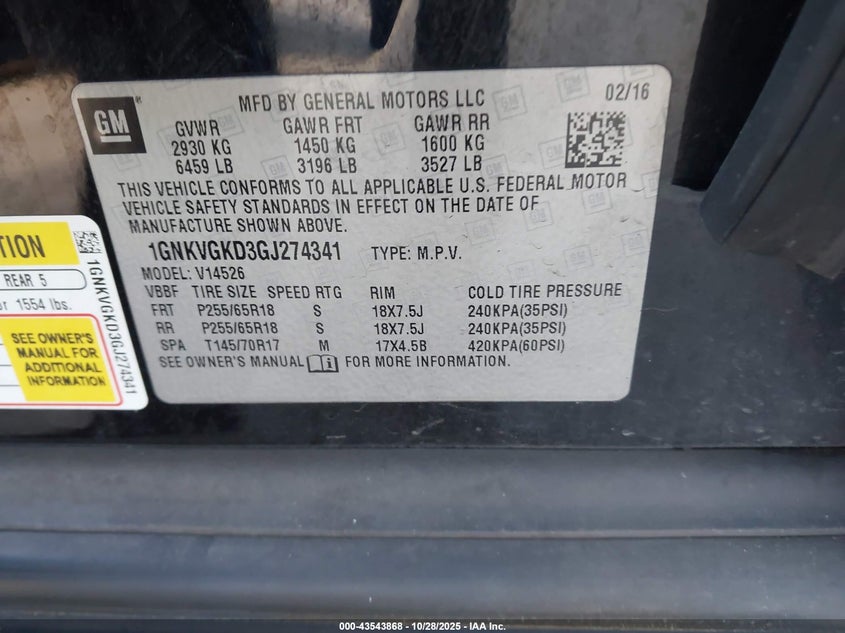 GM
MFD BY GENERAL MOTORS LLC 02/16
GVWR GAWR FRT GAWR RR
2930 KG 1450 KG 1600 KG
6459 LB 3196 LB 3527 LB
THIS VEHICLE CONFORMS TO ALL APPLICABLE U.S. FEDERAL MOTOR
VEHICLE SAFETY STANDARDS IN EFFECT ON THE DATE OF
MANUFACTURE SHOWN ABOVE.
1GNKVGKD3GJ274341 TYPE: M.P.V.
MODEL: V14526
VBBF TIRE SIZE SPEED RTG RIM COLD TIRE PRESSURE
FRT P255/65R18 S 18X7.5J 240KPA(35PSI)
RR P255/65R18 S 18X7.5J 240KPA(35PSI)
SPA T145/70R17 M 17X4.5B 420KPA(60PSI)
SEE OWNER'S MANUAL FOR MORE INFORMATION.
REAR 5
1554 lbs.
SEE OWNER'S
MANUAL FOR
ADDITIONAL
INFORMATION
1GNKVGKD3GJ274341
000-43543868 - 10/28/2025 - IAA Inc.